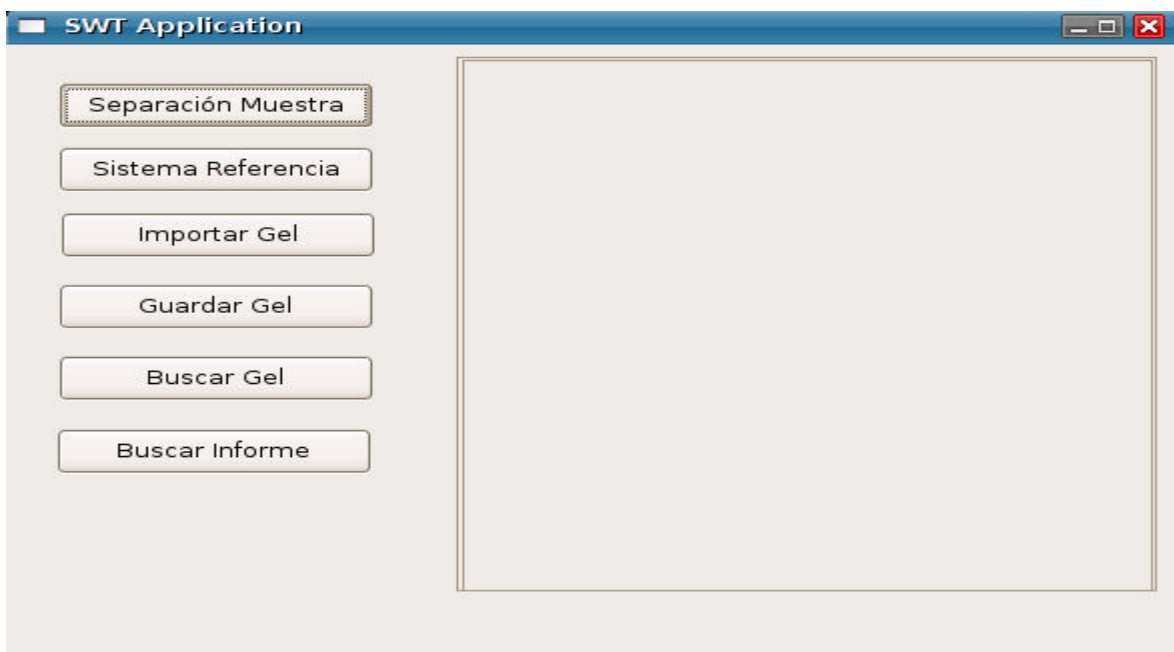 SWT Application
Separación Muestra
Sistema Referencia
Importar Gel
Guardar Gel
Buscar Gel
Buscar Informe